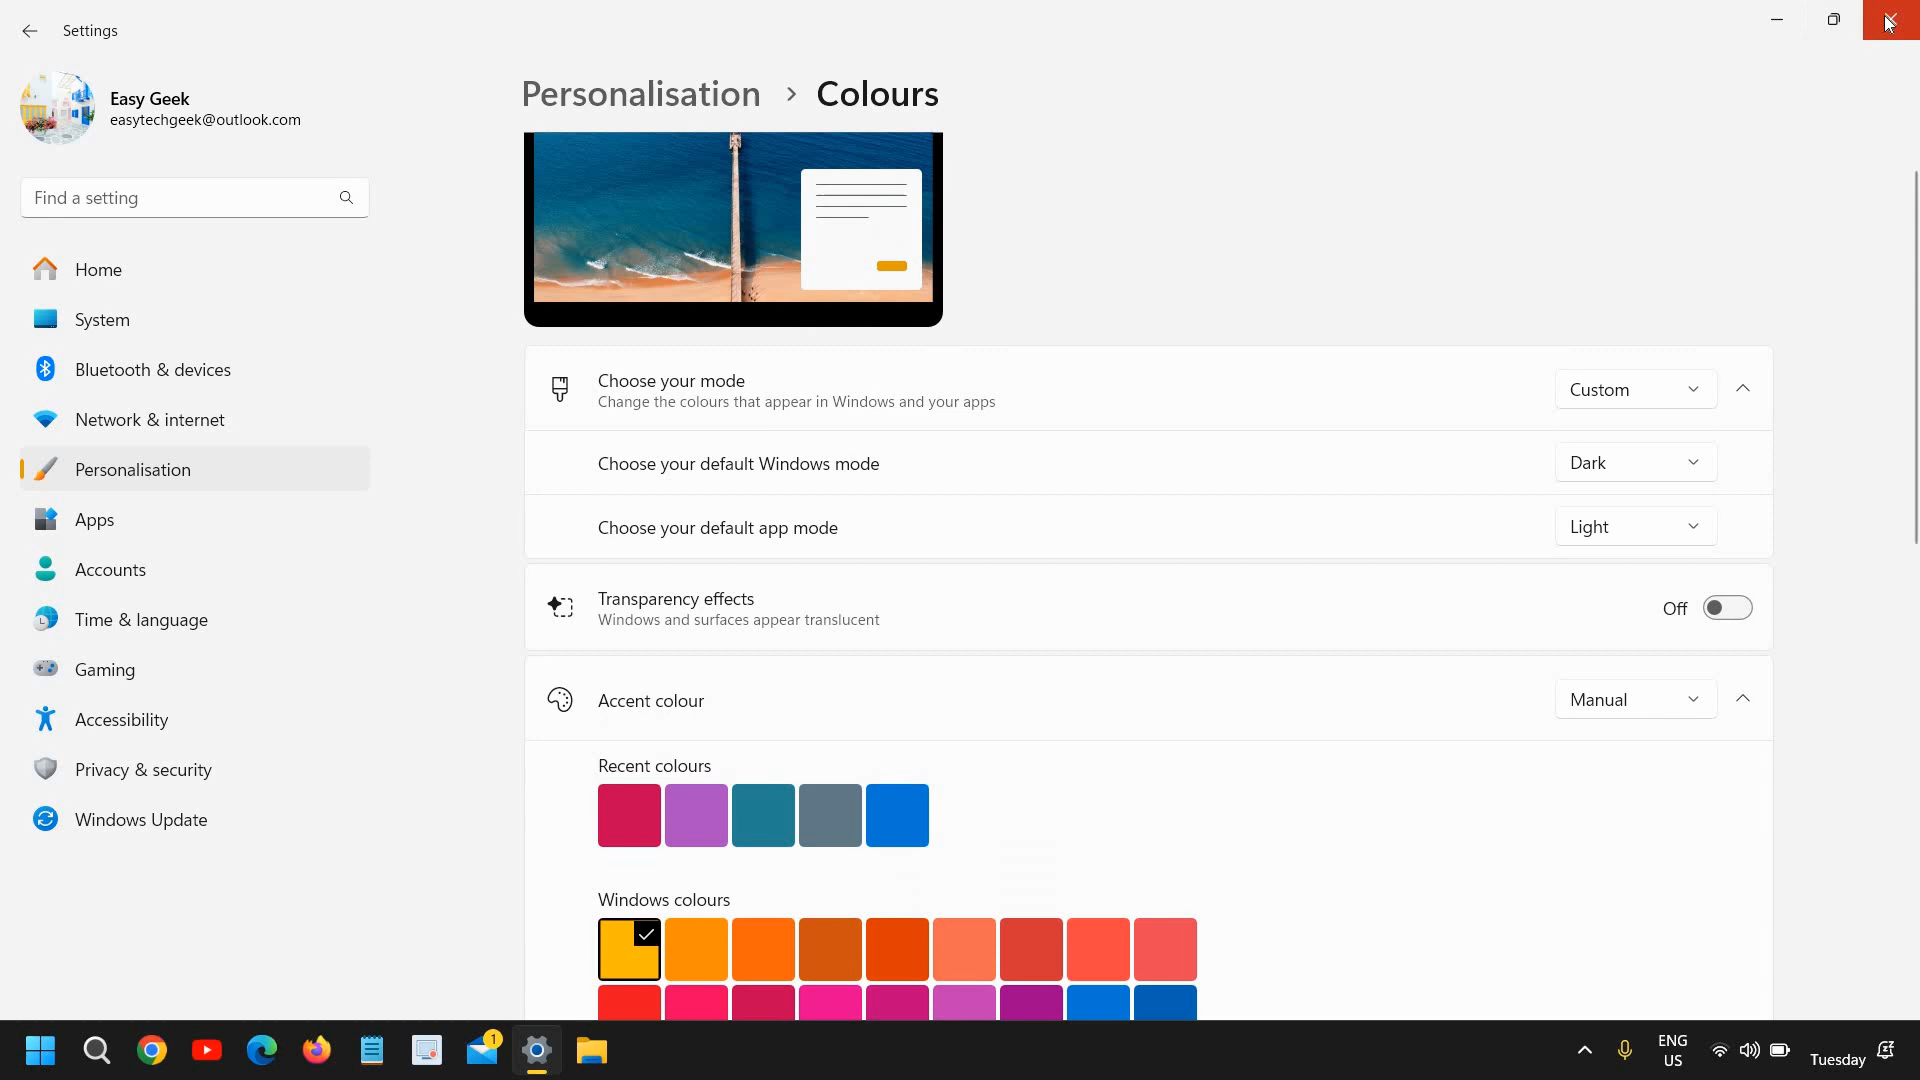 Settings
Easy Geek
easytechgeek@outlook.com
Find a setting
Home
System
Bluetooth & devices
Network & internet
Personalisation
Apps
Accounts
Time & language
Gaming
Accessibility
Privacy & security
Windows Update
Personalisation > Colours
Choose your mode
Change the colours that appear in Windows and your apps
Custom
Choose your default Windows mode
Dark
Choose your default app mode
Light
Transparency effects
Windows and surfaces appear translucent
Off
Accent colour
Manual
Recent colours
Windows colours
1
ENG
US
Tuesday